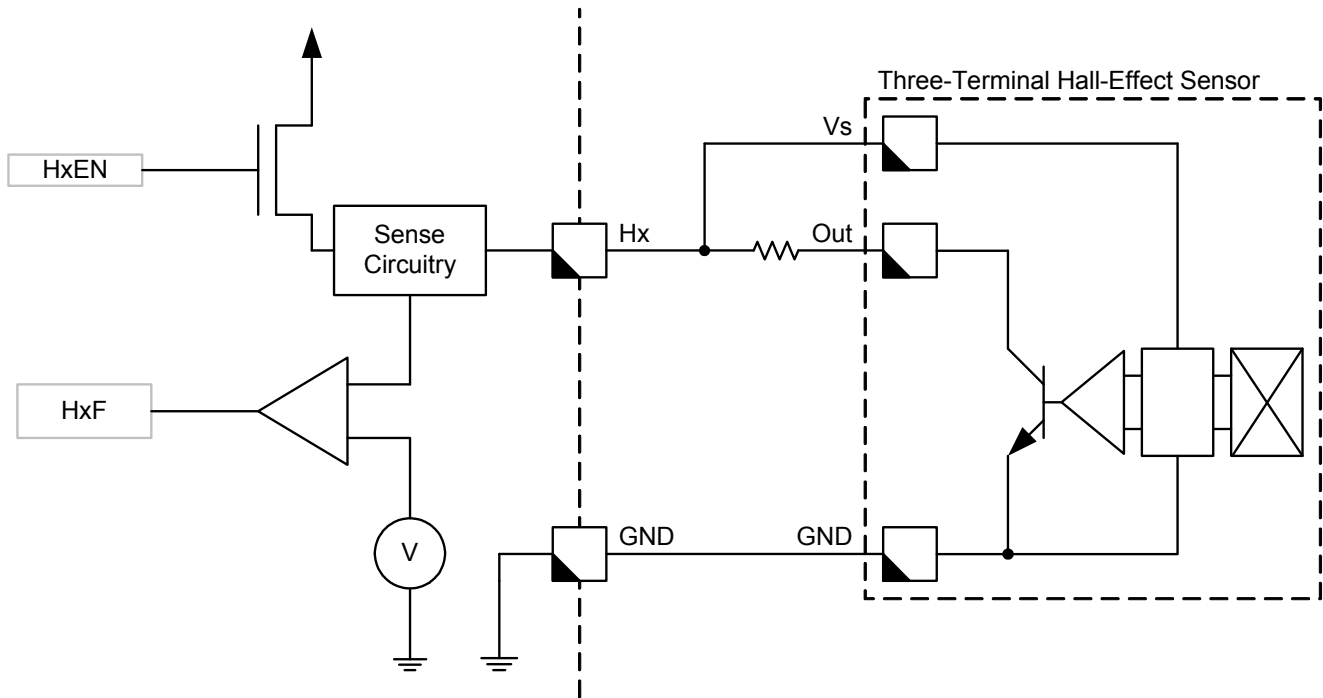 Three-Terminal Hall-Effect Sensor
Vs
HxEN
Hx
Out
Sense
Circuitry
HxF
GND
GND
V